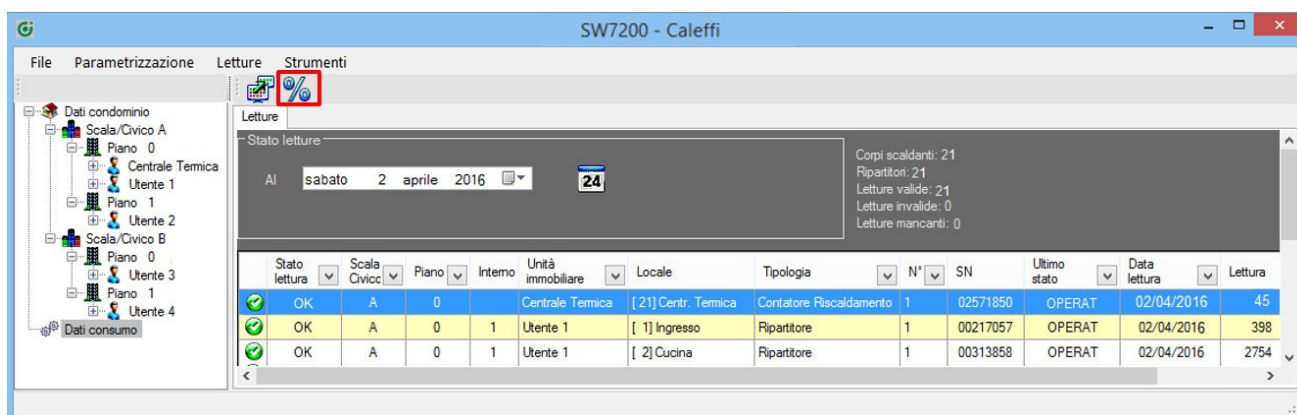 SW7200 - Caleffi
File Parametrizzazione Letture Strumenti
Dati condominio
Scala/Civico A
Piano 0
Centrale Termica
Utente 1
Piano 1
Utente 2
Scala/Civico B
Piano 0
Utente 3
Piano 1
Utente 4
Dati consumo
Letture
Stato letture
Al sabato 2 aprile 2016 24
Corpi scaldanti: 21
Ripartitori: 21
Letture valide: 21
Letture invalide: 0
Letture mancanti: 0
Stato lettura Scala Civicc Piano Interno Unità immobiliare Locale Tipologia N° SN Ultimo stato Data lettura Lettura
OK A 0 Centrale Termica [ 21] Centr. Termica Contatore Riscaldamento 1 02571850 OPERAT 02/04/2016 45
OK A 0 1 Utente 1 [ 1] Ingresso Ripartitore 1 00217057 OPERAT 02/04/2016 398
OK A 0 1 Utente 1 [ 2] Cucina Ripartitore 1 00313858 OPERAT 02/04/2016 2754